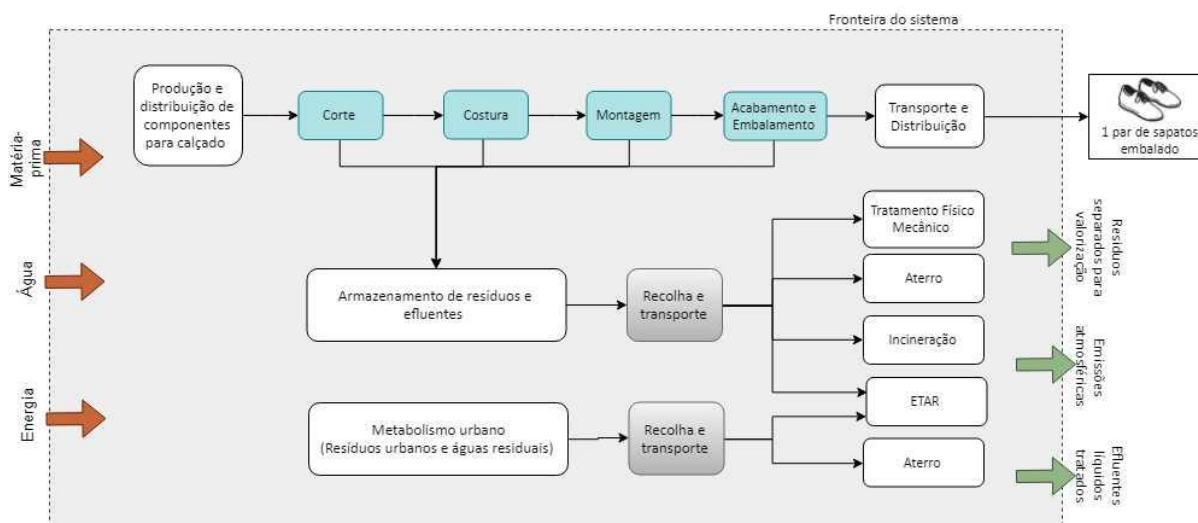 Fronteira do sistema
Produção e
distribuição de
componentes
para calçado
Corte
Costura
Montagem
Acabamento e
Embalamento
Transporte e
Distribuição
1 par de sapatos
embalado
Matéria-
prima
Água
Energia
Armazenamento de resíduos e
efluentes
Recolha e
transporte
Tratamento Físico
Mecânico
Aterro
Incineração
ETAR
Metabolismo urbano
(Resíduos urbanos e águas residuais)
Recolha e
transporte
Aterro
Resíduos
separados para
valorização
Emissões
atmosféricas
Efluentes
líquidos
tratados